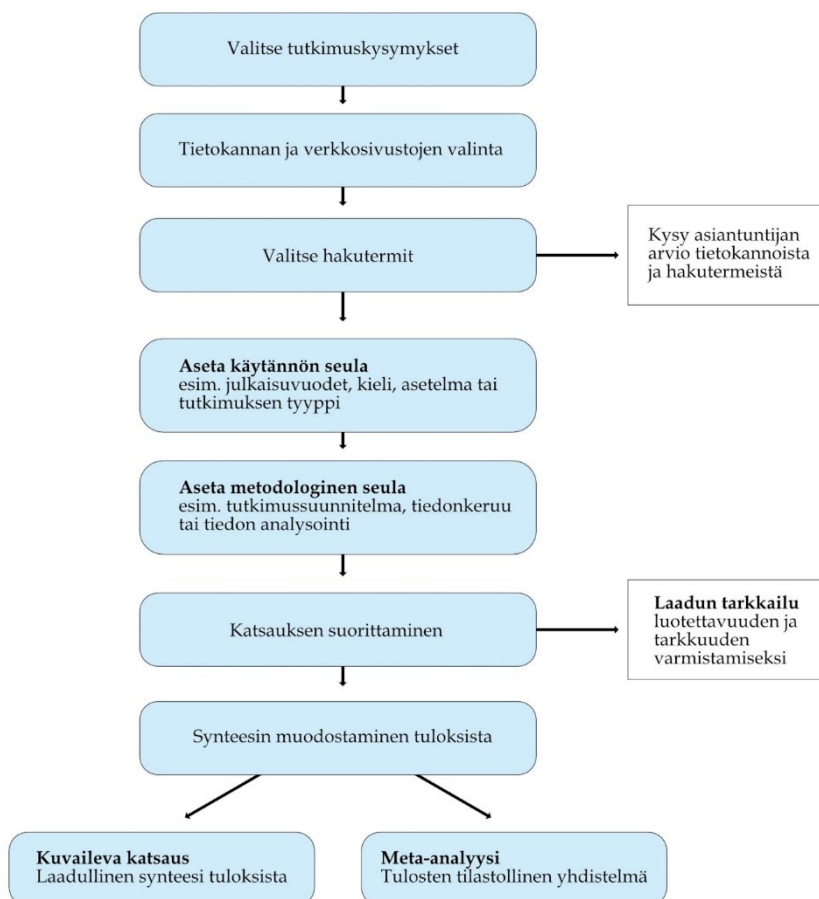 Valitse tutkimuskysymykset
Tietokannan ja verkkosivustojen valinta
Valitse hakutermit
Kysy asiantuntijan
arvio tietokannoista
ja hakutermeistä
Aseta käytännön seula
esim. julkaisuvuodet, kieli, asetelma tai
tutkimuksen tyyppi
Aseta metodologinen seula
esim. tutkimussuunnitelma, tiedonkeruu
tai tiedon analysointi
Katsauksen suorittaminen
Laadun tarkkailu
luotettavuuden ja
tarkkuuden
varmistamiseksi
Synteesin muodostaminen tuloksista
Kuvaileva katsaus
Laadullinen synteesi tuloksista
Meta-analyysi
Tulosten tilastollinen yhdistelmä